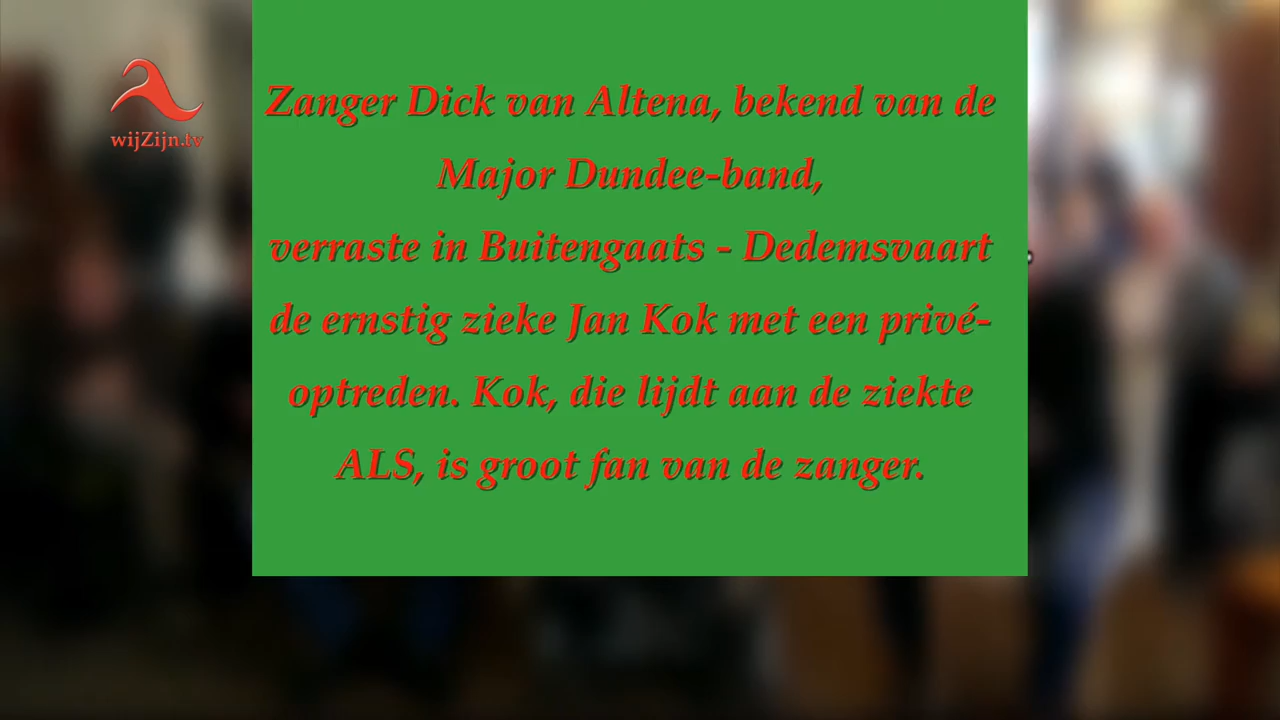 wijZijn.tv
Zanger Dick van Altena, bekend van de
Major Dundee-band,
verraste in Buitengaats - Dedemsvaart
de ernstig zieke Jan Kok met een privé-
optreden. Kok, die lijdt aan de ziekte
ALS, is groot fan van de zanger.